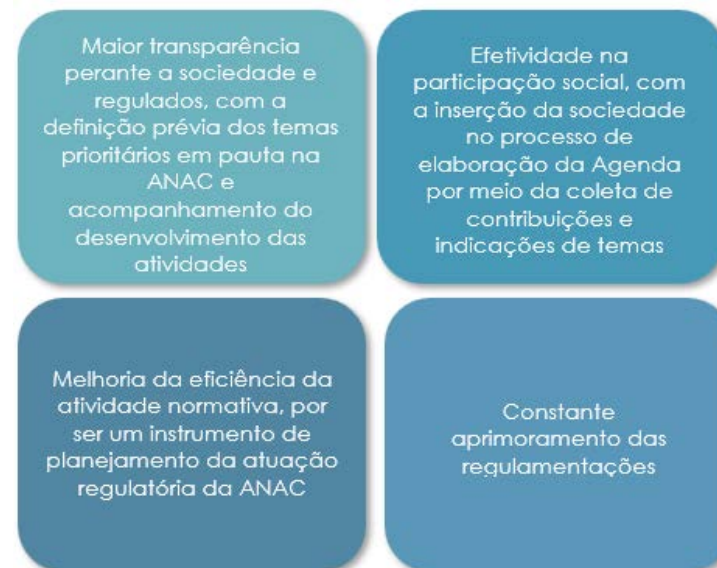 Maior transparência
perante a sociedade e
regulados, com a
definição prévia dos temas
prioritários em pauta na
ANAC e
acompanhamento do
desenvolvimento das
atividades
Efetividade na
participação social, com
a inserção da sociedade
no processo de
elaboração da Agenda
por meio da coleta de
contribuições e
indicações de temas
Melhoria da eficiência da
atividade normativa, por
ser um instrumento de
planejamento da atuação
regulatória da ANAC
Constante
aprimoramento das
regulamentações